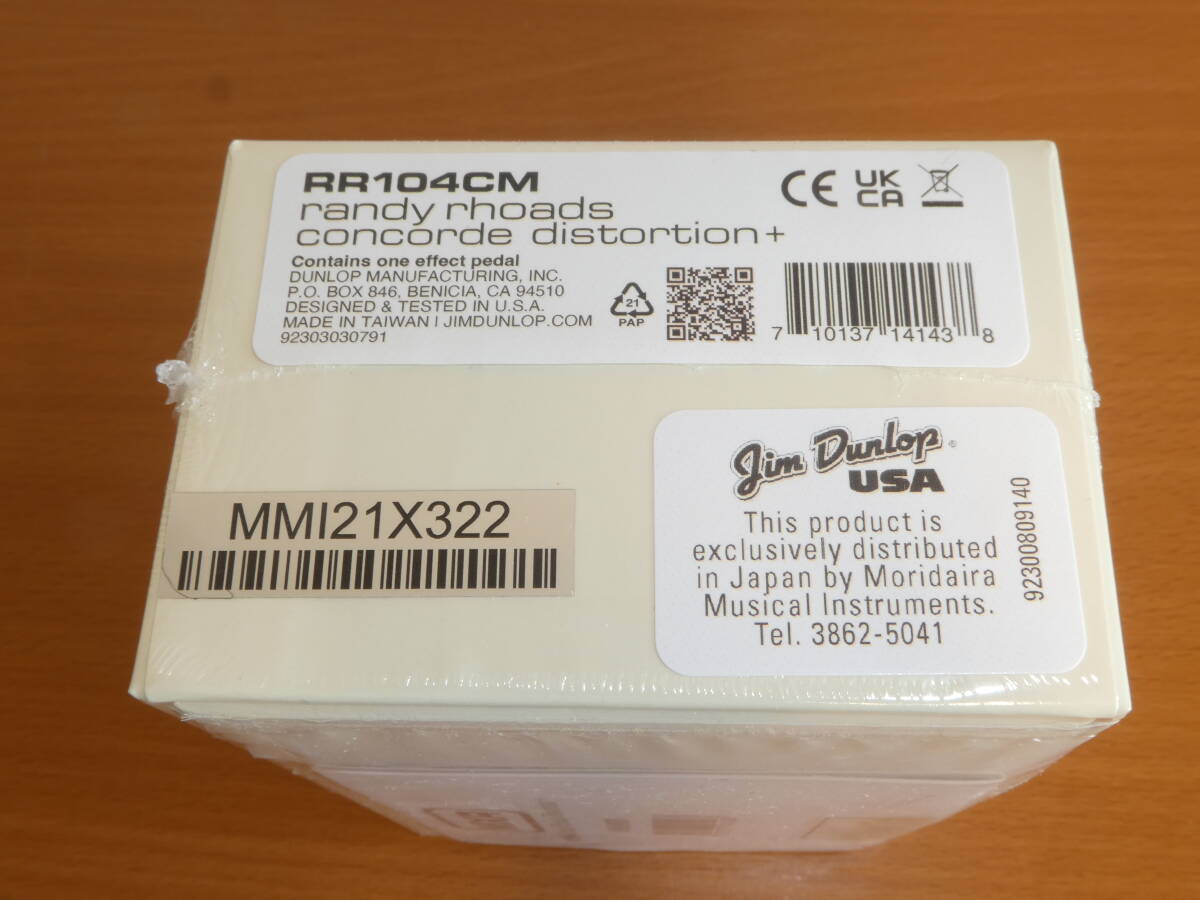 RR104CM
randy rhoads
concorde distortion+
Contains one effect pedal
DUNLOP MANUFACTURING, INC.
P.O. BOX 846, BENICIA, CA 94510
DESIGNED & TESTED IN U.S.A.
MADE IN TAIWAN | JIMDUNLOP.COM
92303030791
CE
UK
CA
21
PAP
7 10137 14143 8
MMI21X322
Jim Dunlop®
USA
This product is
exclusively distributed
in Japan by Moridaira
Musical Instruments.
Tel. 3862-5041
92300809140